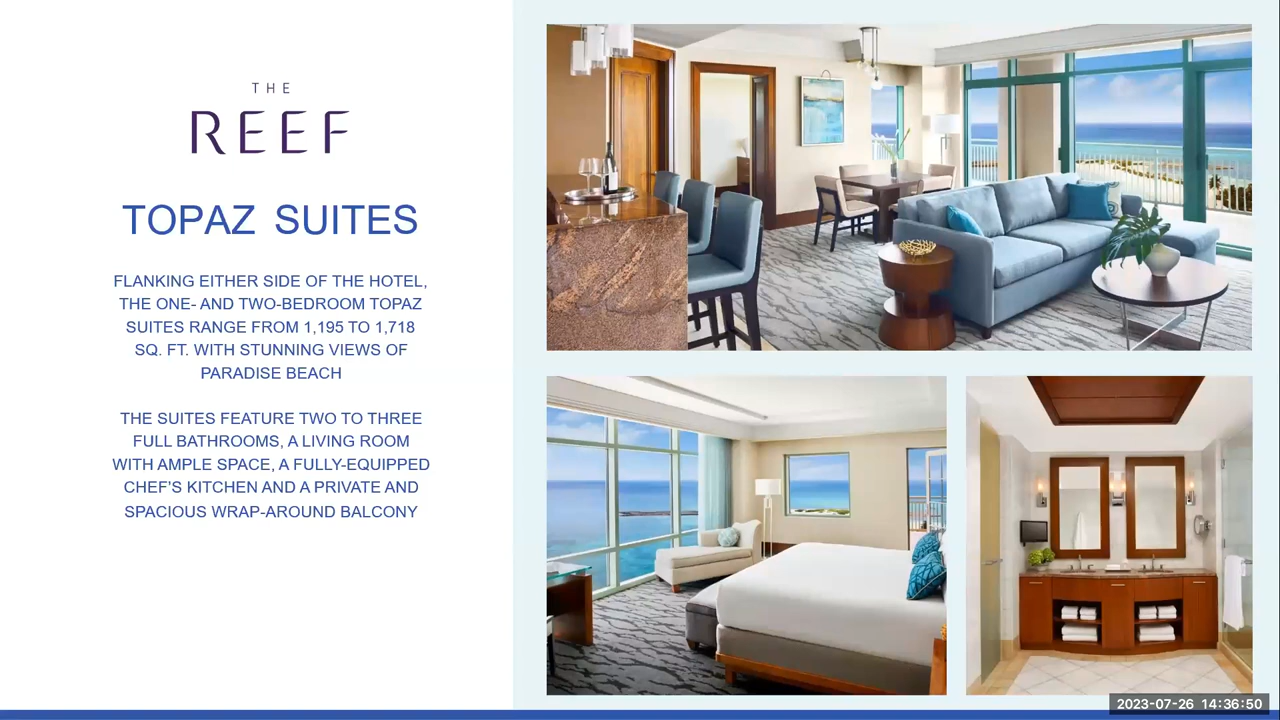 THE
REEF
TOPAZ SUITES
FLANKING EITHER SIDE OF THE HOTEL,
THE ONE- AND TWO-BEDROOM TOPAZ
SUITES RANGE FROM 1,195 TO 1,718
SQ. FT. WITH STUNNING VIEWS OF
PARADISE BEACH
THE SUITES FEATURE TWO TO THREE
FULL BATHROOMS, A LIVING ROOM
WITH AMPLE SPACE, A FULLY-EQUIPPED
CHEF'S KITCHEN AND A PRIVATE AND
SPACIOUS WRAP-AROUND BALCONY
2023-07-26 14:36:50